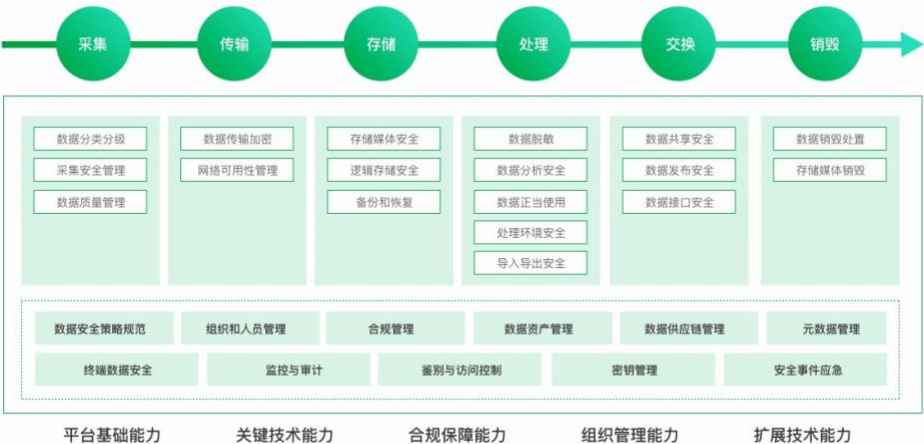 采集 传输 存储 处理 交换 销毁
数据分类分级 数据传输加密 存储媒体安全 数据脱敏 数据共享安全 数据销毁处置
采集安全管理 网络可用性管理 逻辑存储安全 数据分析安全 数据发布安全 存储媒体销毁
数据质量管理 备份和恢复 数据正当使用 数据接口安全
处理环境安全
导入导出安全
数据安全策略规范 组织和人员管理 合规管理 数据资产管理 数据供应链管理 元数据管理
终端数据安全 监控与审计 鉴别与访问控制 密钥管理 安全事件应急
平台基础能力 关键技术能力 合规保障能力 组织管理能力 扩展技术能力